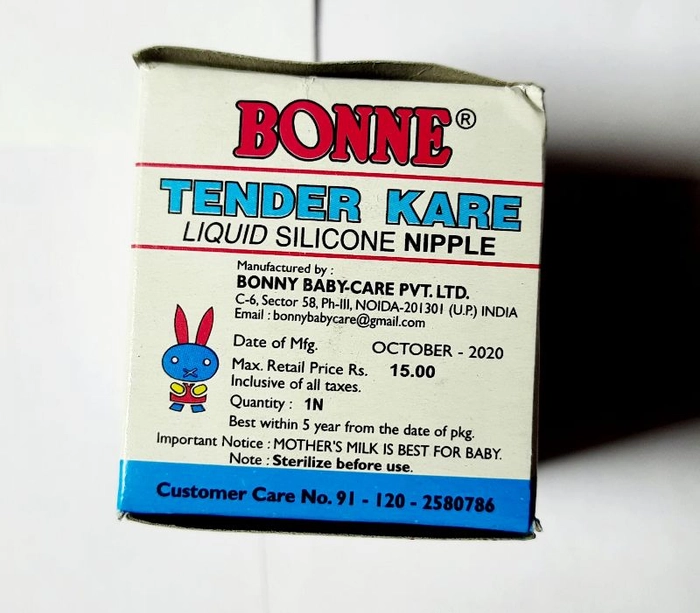 BONNE®
TENDER KARE
LIQUID SILICONE NIPPLE
Manufactured by :
BONNY BABY-CARE PVT. LTD.
C-6, Sector 58, Ph-III, NOIDA-201301 (U.P.) INDIA
Email : bonnybabycare@gmail.com
Date of Mfg. OCTOBER - 2020
Max. Retail Price Rs. 15.00
Inclusive of all taxes.
Quantity : 1N
Best within 5 year from the date of pkg.
Important Notice : MOTHER'S MILK IS BEST FOR BABY.
Note : Sterilize before use.
Customer Care No. 91 - 120 - 2580786